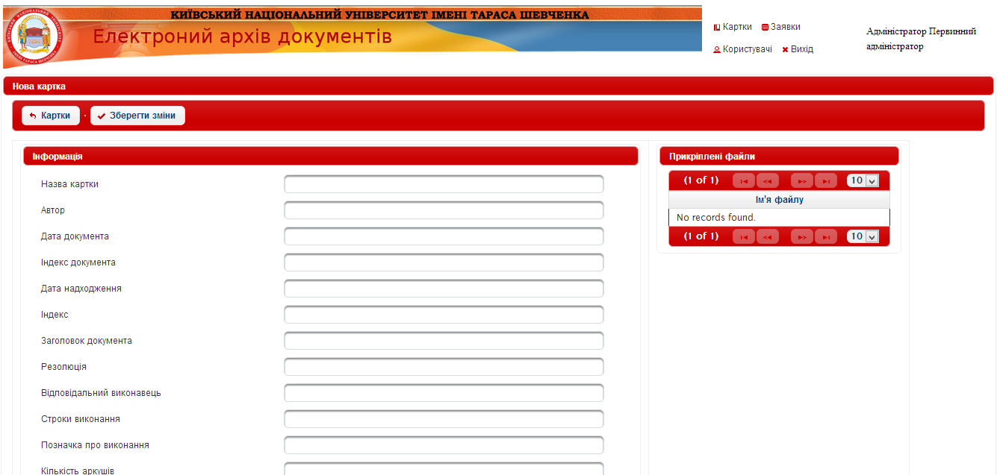 КИЇВСЬКИЙ НАЦІОНАЛЬНИЙ УНІВЕРСИТЕТ ІМЕНІ ТАРАСА ШЕВЧЕНКА
Електроний архів документів
Картки Заявки
Користувачі Вихід
Адміністратор Первинний
адміністратор
Нова картка
Картки · Зберегти зміни
Інформація
Назва картки
Автор
Дата документа
Індекс документа
Дата надходження
Індекс
Заголовок документа
Резолюція
Відповідальний виконавець
Строки виконання
Позначка про виконання
Кількість аркушів
Прикріплені файли
(1 of 1) 10
Ім'я файлу
No records found.
(1 of 1) 10